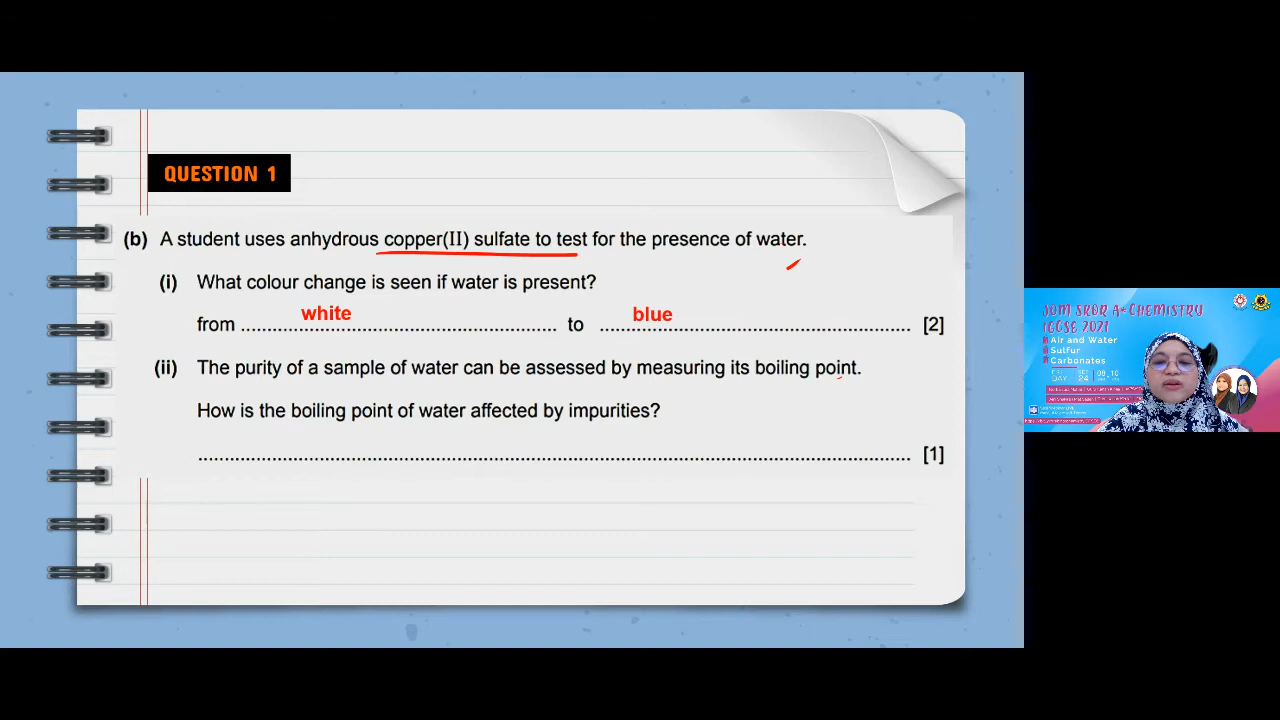 QUESTION 1
(b) A student uses anhydrous copper(II) sulfate to test for the presence of water.
(i) What colour change is seen if water is present?
from ........ white ........ to ........ blue ........ [2]
(ii) The purity of a sample of water can be assessed by measuring its boiling point.
How is the boiling point of water affected by impurities?
........................ [1]
JOM SKOR A* CHEMISTRY
IGCSE 2021
Air and Water
Sulfur
Carbonates